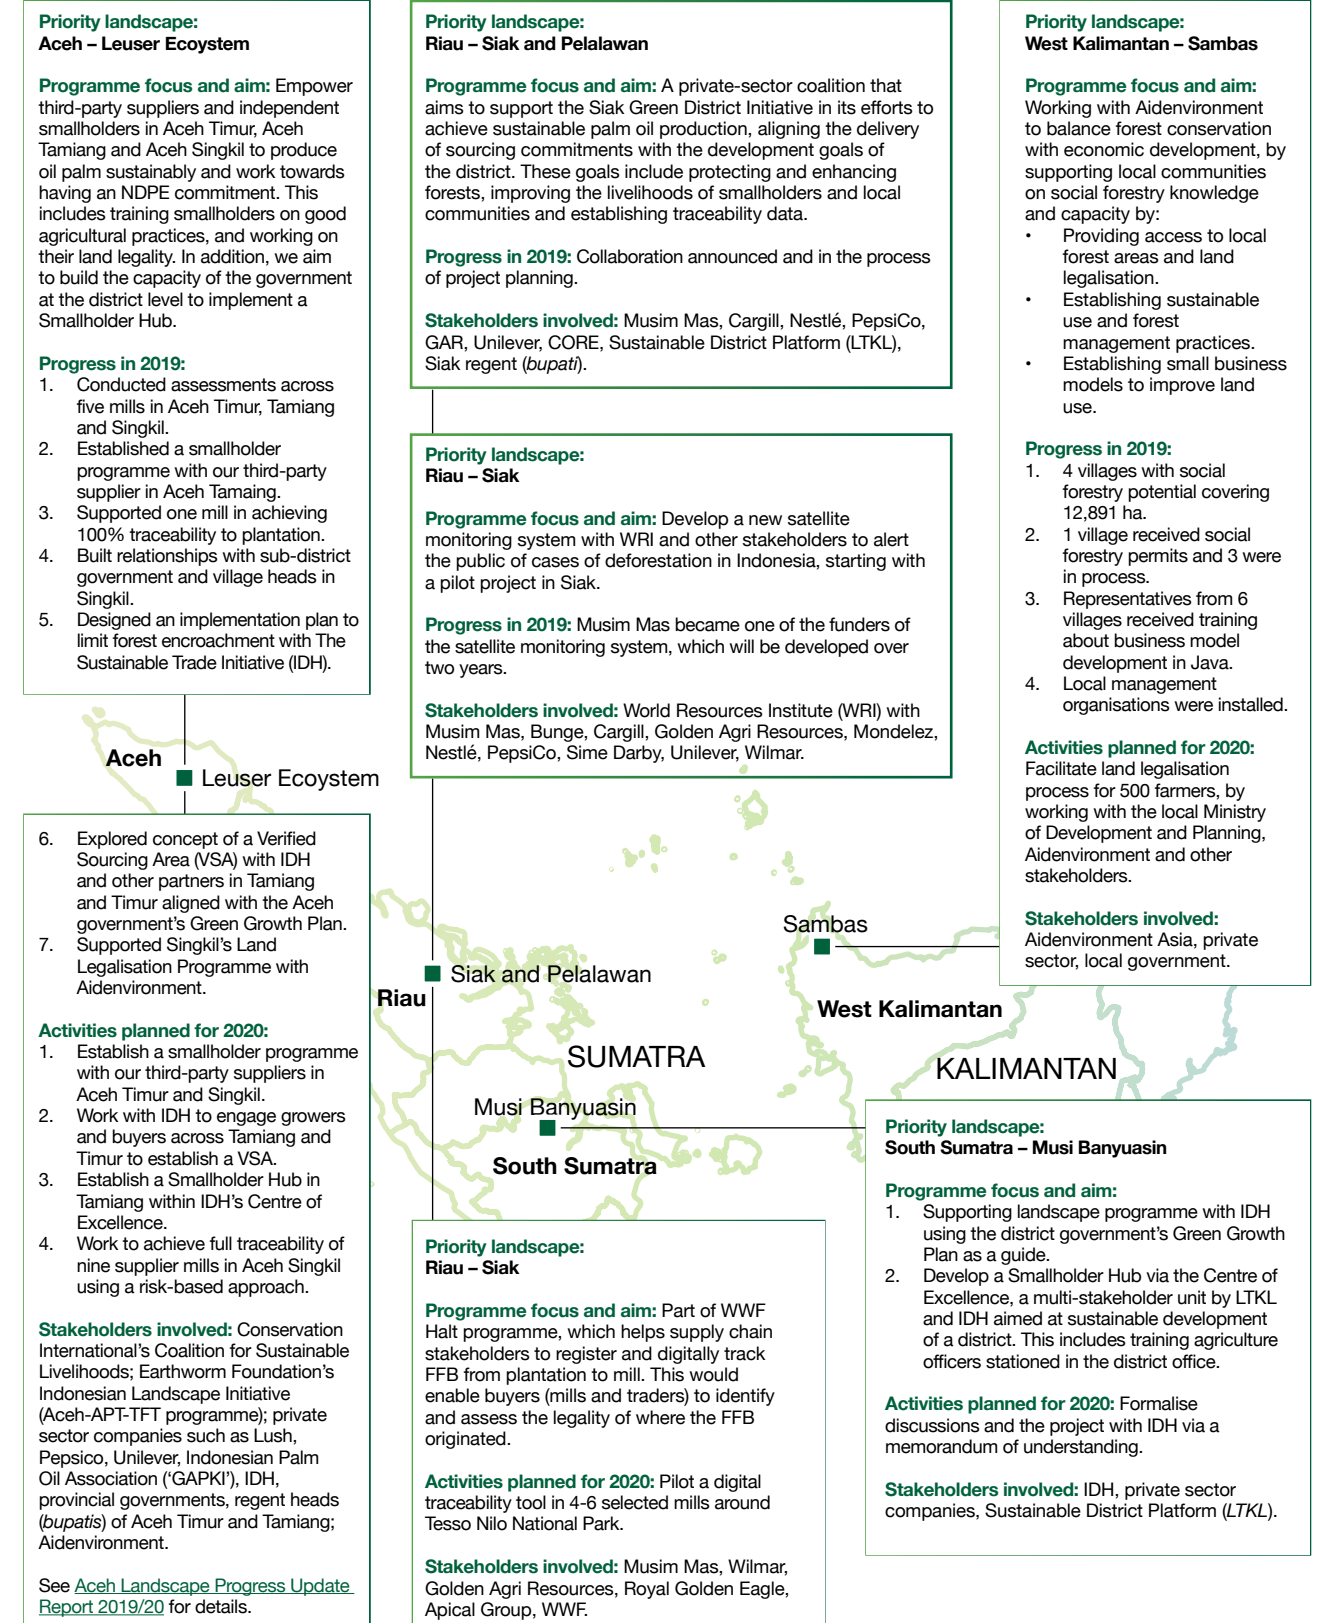 Priority landscape:
Aceh – Leuser Ecoystem
Programme focus and aim: Empower
third-party suppliers and independent
smallholders in Aceh Timur, Aceh
Tamiang and Aceh Singkil to produce
oil palm sustainably and work towards
having an NDPE commitment. This
includes training smallholders on good
agricultural practices, and working on
their land legality. In addition, we aim
to build the capacity of the government
at the district level to implement a
Smallholder Hub.
Progress in 2019:
1. Conducted assessments across
five mills in Aceh Timur, Tamiang
and Singkil.
2. Established a smallholder
programme with our third-party
supplier in Aceh Tamaing.
3. Supported one mill in achieving
100% traceability to plantation.
4. Built relationships with sub-district
government and village heads in
Singkil.
5. Designed an implementation plan to
limit forest encroachment with The
Sustainable Trade Initiative (IDH).
Aceh
Leuser Ecoystem
6. Explored concept of a Verified
Sourcing Area (VSA) with IDH
and other partners in Tamiang
and Timur aligned with the Aceh
government’s Green Growth Plan.
7. Supported Singkil’s Land
Legalisation Programme with
Aidenvironment.
Activities planned for 2020:
1. Establish a smallholder programme
with our third-party suppliers in
Aceh Timur and Singkil.
2. Work with IDH to engage growers
and buyers across Tamiang and
Timur to establish a VSA.
3. Establish a Smallholder Hub in
Tamiang within IDH’s Centre of
Excellence.
4. Work to achieve full traceability of
nine supplier mills in Aceh Singkil
using a risk-based approach.
Stakeholders involved: Conservation
International’s Coalition for Sustainable
Livelihoods; Earthworm Foundation’s
Indonesian Landscape Initiative
(Aceh-APT-TFT programme); private
sector companies such as Lush,
Pepsico, Unilever, Indonesian Palm
Oil Association (‘GAPKI’), IDH,
provincial governments, regent heads
(bupatis) of Aceh Timur and Tamiang;
Aidenvironment.
See Aceh Landscape Progress Update
Report 2019/20 for details.
Priority landscape:
Riau – Siak and Pelalawan
Programme focus and aim: A private-sector coalition that
aims to support the Siak Green District Initiative in its efforts to
achieve sustainable palm oil production, aligning the delivery
of sourcing commitments with the development goals of
the district. These goals include protecting and enhancing
forests, improving the livelihoods of smallholders and local
communities and establishing traceability data.
Progress in 2019: Collaboration announced and in the process
of project planning.
Stakeholders involved: Musim Mas, Cargill, Nestlé, PepsiCo,
GAR, Unilever, CORE, Sustainable District Platform (LTKL),
Siak regent (bupati).
Priority landscape:
Riau – Siak
Programme focus and aim: Develop a new satellite
monitoring system with WRI and other stakeholders to alert
the public of cases of deforestation in Indonesia, starting with
a pilot project in Siak.
Progress in 2019: Musim Mas became one of the funders of
the satellite monitoring system, which will be developed over
two years.
Stakeholders involved: World Resources Institute (WRI) with
Musim Mas, Bunge, Cargill, Golden Agri Resources, Mondelez,
Nestlé, PepsiCo, Sime Darby, Unilever, Wilmar.
Siak and Pelalawan
Riau
SUMATRA
Musi Banyuasin
South Sumatra
Priority landscape:
Riau – Siak
Programme focus and aim: Part of WWF
Halt programme, which helps supply chain
stakeholders to register and digitally track
FFB from plantation to mill. This would
enable buyers (mills and traders) to identify
and assess the legality of where the FFB
originated.
Activities planned for 2020: Pilot a digital
traceability tool in 4-6 selected mills around
Tesso Nilo National Park.
Stakeholders involved: Musim Mas, Wilmar,
Golden Agri Resources, Royal Golden Eagle,
Apical Group, WWF.
Priority landscape:
West Kalimantan – Sambas
Programme focus and aim:
Working with Aidenvironment
to balance forest conservation
with economic development, by
supporting local communities
on social forestry knowledge
and capacity by:
• Providing access to local
forest areas and land
legalisation.
• Establishing sustainable
use and forest
management practices.
• Establishing small business
models to improve land
use.
Progress in 2019:
1. 4 villages with social
forestry potential covering
12,891 ha.
2. 1 village received social
forestry permits and 3 were
in process.
3. Representatives from 6
villages received training
about business model
development in Java.
4. Local management
organisations were installed.
Activities planned for 2020:
Facilitate land legalisation
process for 500 farmers, by
working with the local Ministry
of Development and Planning,
Aidenvironment and other
stakeholders.
Stakeholders involved:
Aidenvironment Asia, private
sector, local government.
Sambas
West Kalimantan
KALIMANTAN
Priority landscape:
South Sumatra – Musi Banyuasin
Programme focus and aim:
1. Supporting landscape programme with IDH
using the district government’s Green Growth
Plan as a guide.
2. Develop a Smallholder Hub via the Centre of
Excellence, a multi-stakeholder unit by LTKL
and IDH aimed at sustainable development
of a district. This includes training agriculture
officers stationed in the district office.
Activities planned for 2020: Formalise
discussions and the project with IDH via a
memorandum of understanding.
Stakeholders involved: IDH, private sector
companies, Sustainable District Platform (LTKL).